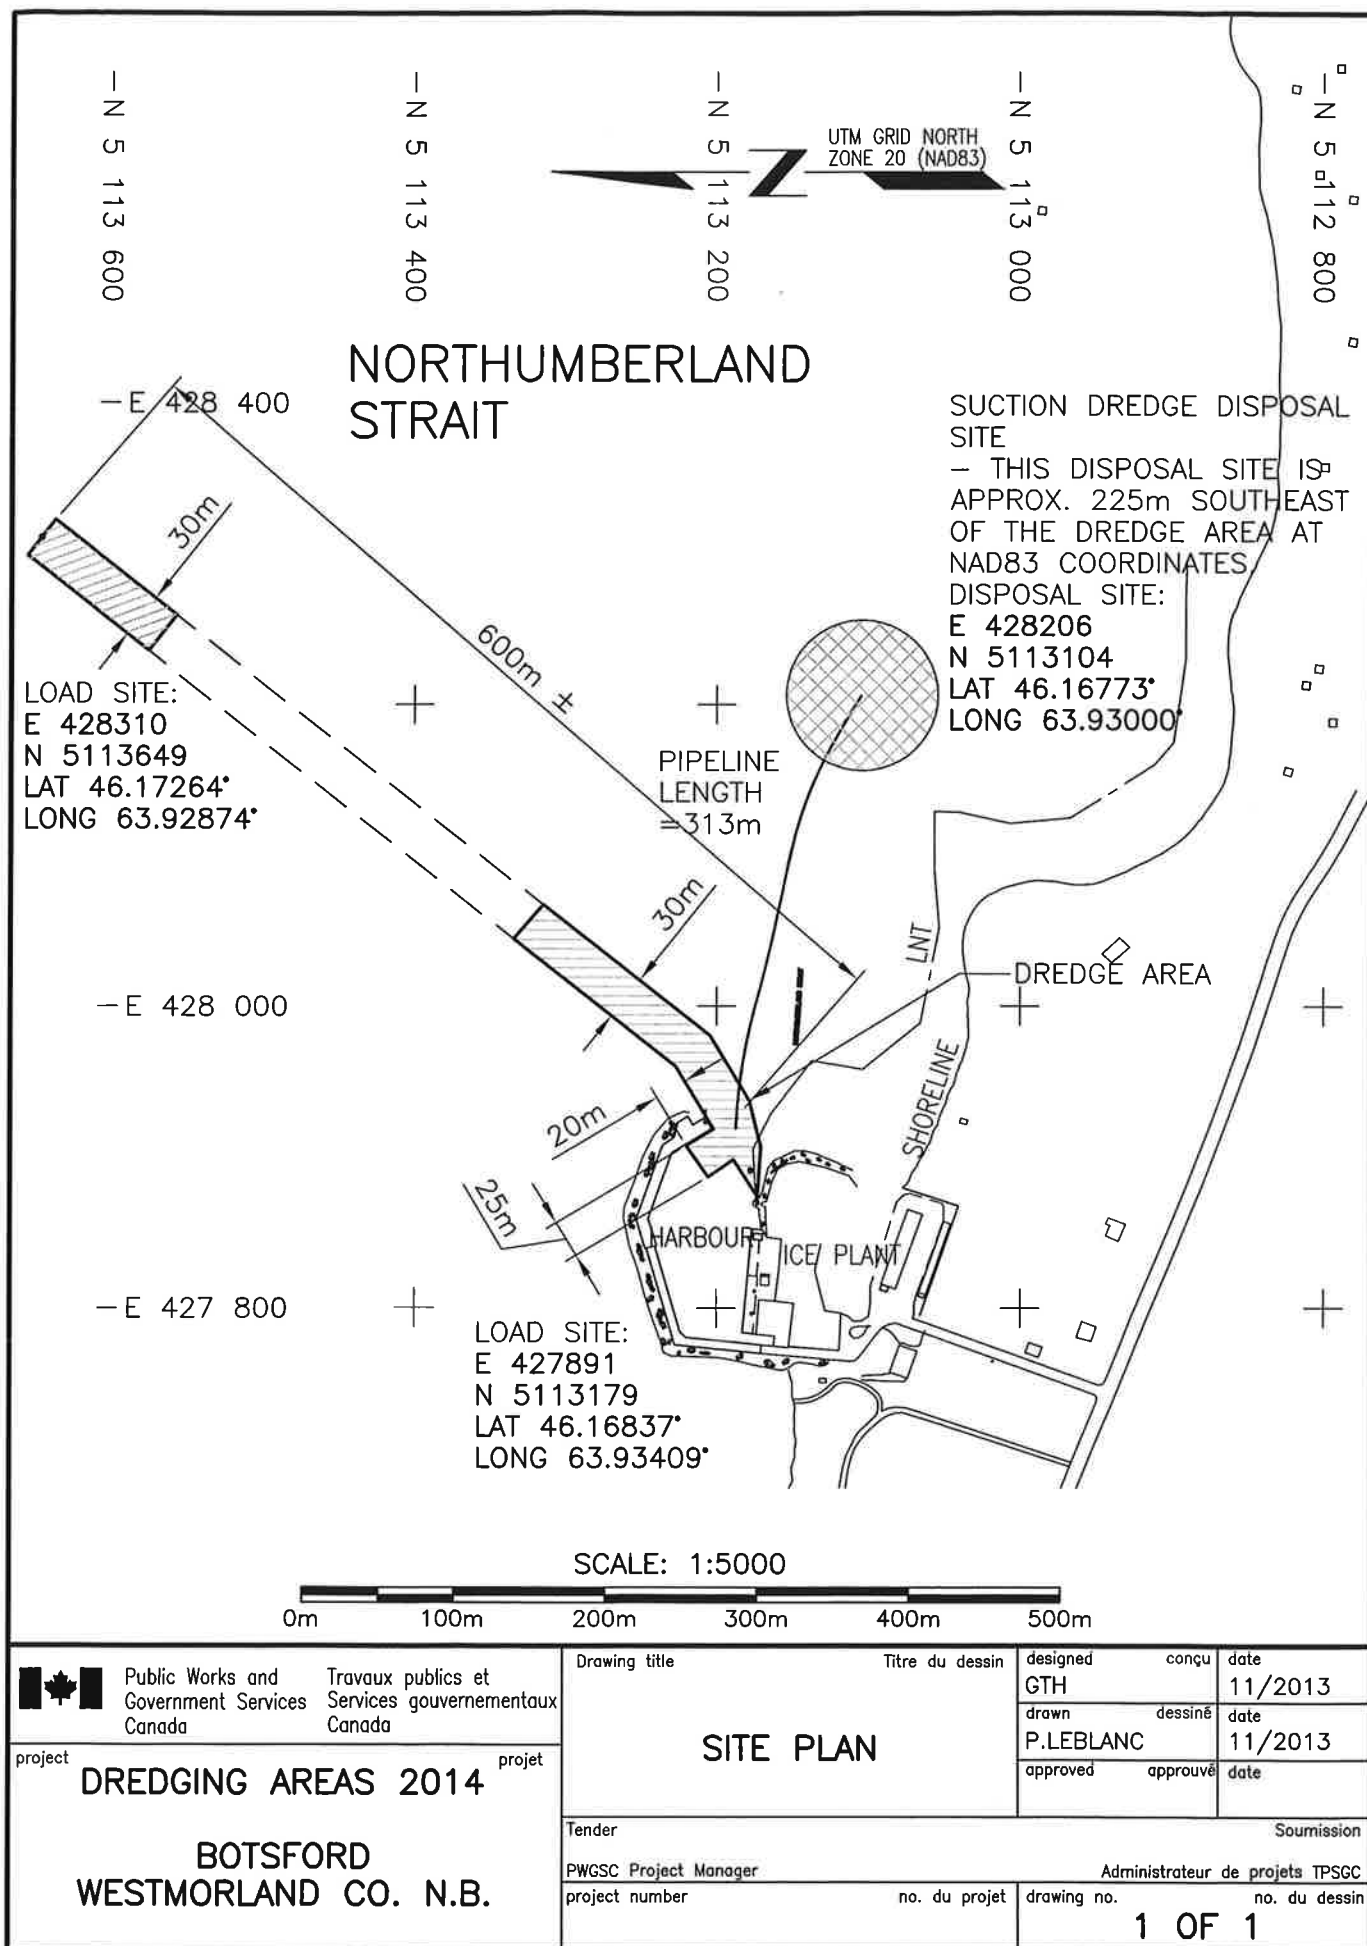 -N 5 113 600
-N 5 113 400
-N 5 113 200
-N 5 113 000
-N 5 112 800
UTM GRID NORTH
ZONE 20 (NAD83)
Z
NORTHUMBERLAND
STRAIT
-E 428 400
SUCTION DREDGE DISPOSAL
SITE
- THIS DISPOSAL SITE IS
APPROX. 225m SOUTHEAST
OF THE DREDGE AREA AT
NAD83 COORDINATES.
DISPOSAL SITE:
E 428206
N 5113104
LAT 46.16773°
LONG 63.93000°
30m
600m ±
LOAD SITE:
E 428310
N 5113649
LAT 46.17264°
LONG 63.92874°
PIPELINE
LENGTH
=313m
30m
LNT
DREDGE AREA
-E 428 000
SHORELINE
20m
25m
HARBOUR
ICE PLANT
-E 427 800
LOAD SITE:
E 427891
N 5113179
LAT 46.16837°
LONG 63.93409°
SCALE: 1:5000
0m 100m 200m 300m 400m 500m
Public Works and
Government Services
Canada
Travaux publics et
Services gouvernementaux
Canada
project projet
DREDGING AREAS 2014
BOTSFORD
WESTMORLAND CO. N.B.
Drawing title Titre du dessin
SITE PLAN
designed conçu date
GTH 11/2013
drawn dessiné date
P.LEBLANC 11/2013
approved approuvé date
Tender Soumission
PWGSC Project Manager Administrateur de projets TPSGC
project number no. du projet
drawing no. no. du dessin
1 OF 1